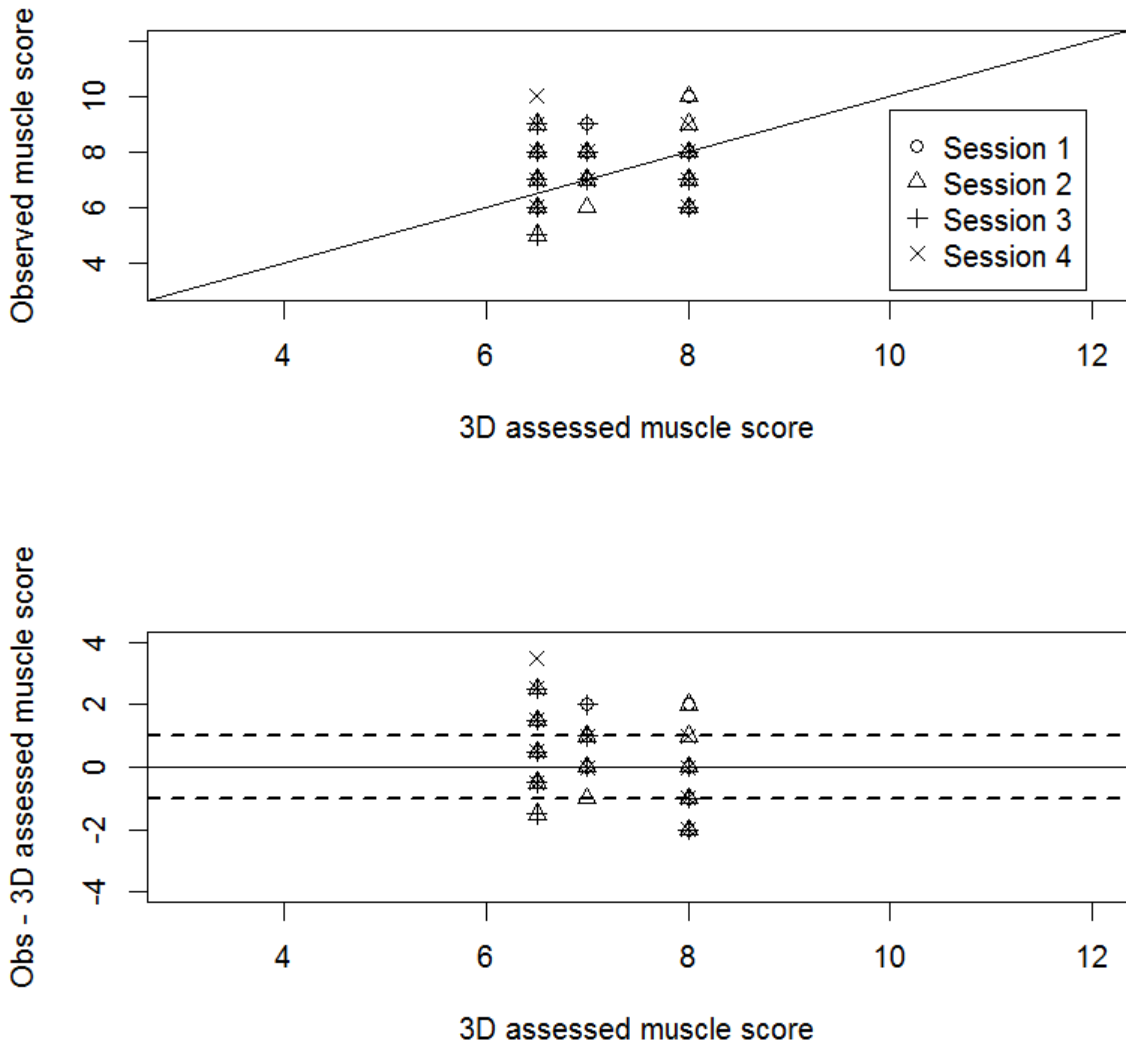 Observed muscle score
10
8
6
4
Session 1
Session 2
Session 3
Session 4
4 6 8 10 12
3D assessed muscle score
Obs - 3D assessed muscle score
4
2
0
-2
-4
4 6 8 10 12
3D assessed muscle score